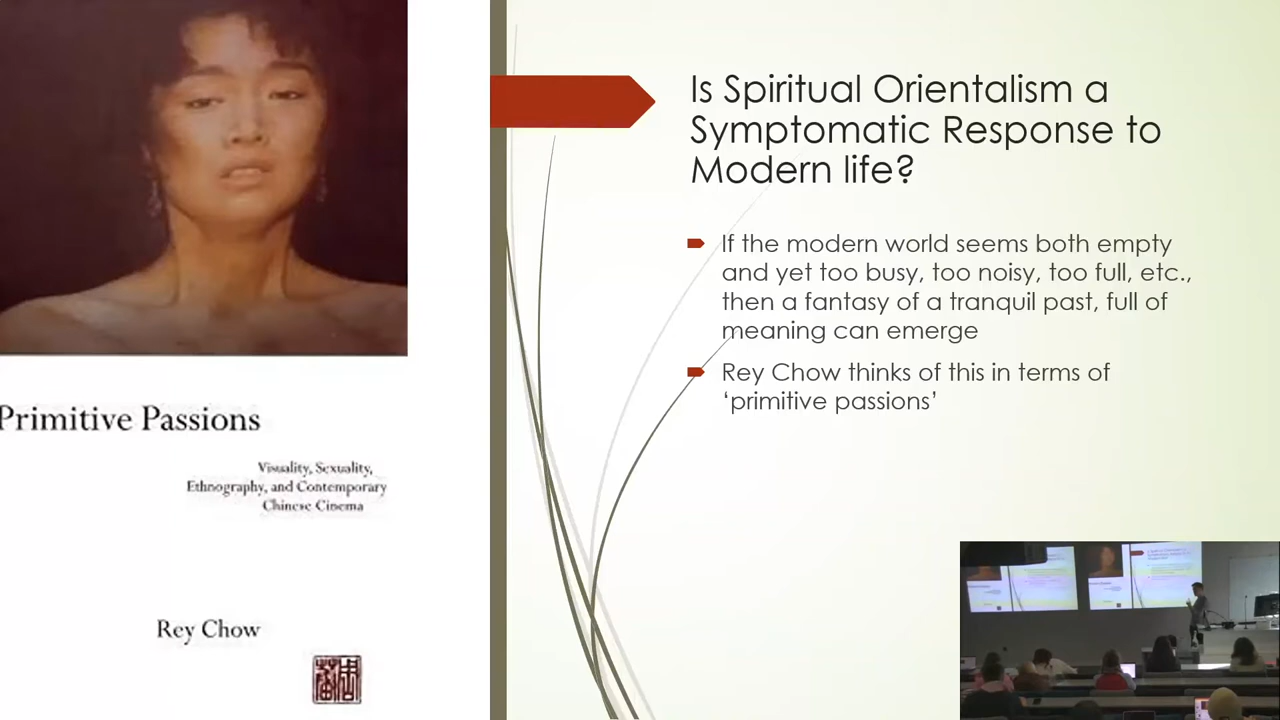 Primitive Passions
Visuality, Sexuality,
Ethnography, and Contemporary
Chinese Cinema
Rey Chow
Is Spiritual Orientalism a
Symptomatic Response to
Modern life?
If the modern world seems both empty
and yet too busy, too noisy, too full, etc.,
then a fantasy of a tranquil past, full of
meaning can emerge
Rey Chow thinks of this in terms of
‘primitive passions’